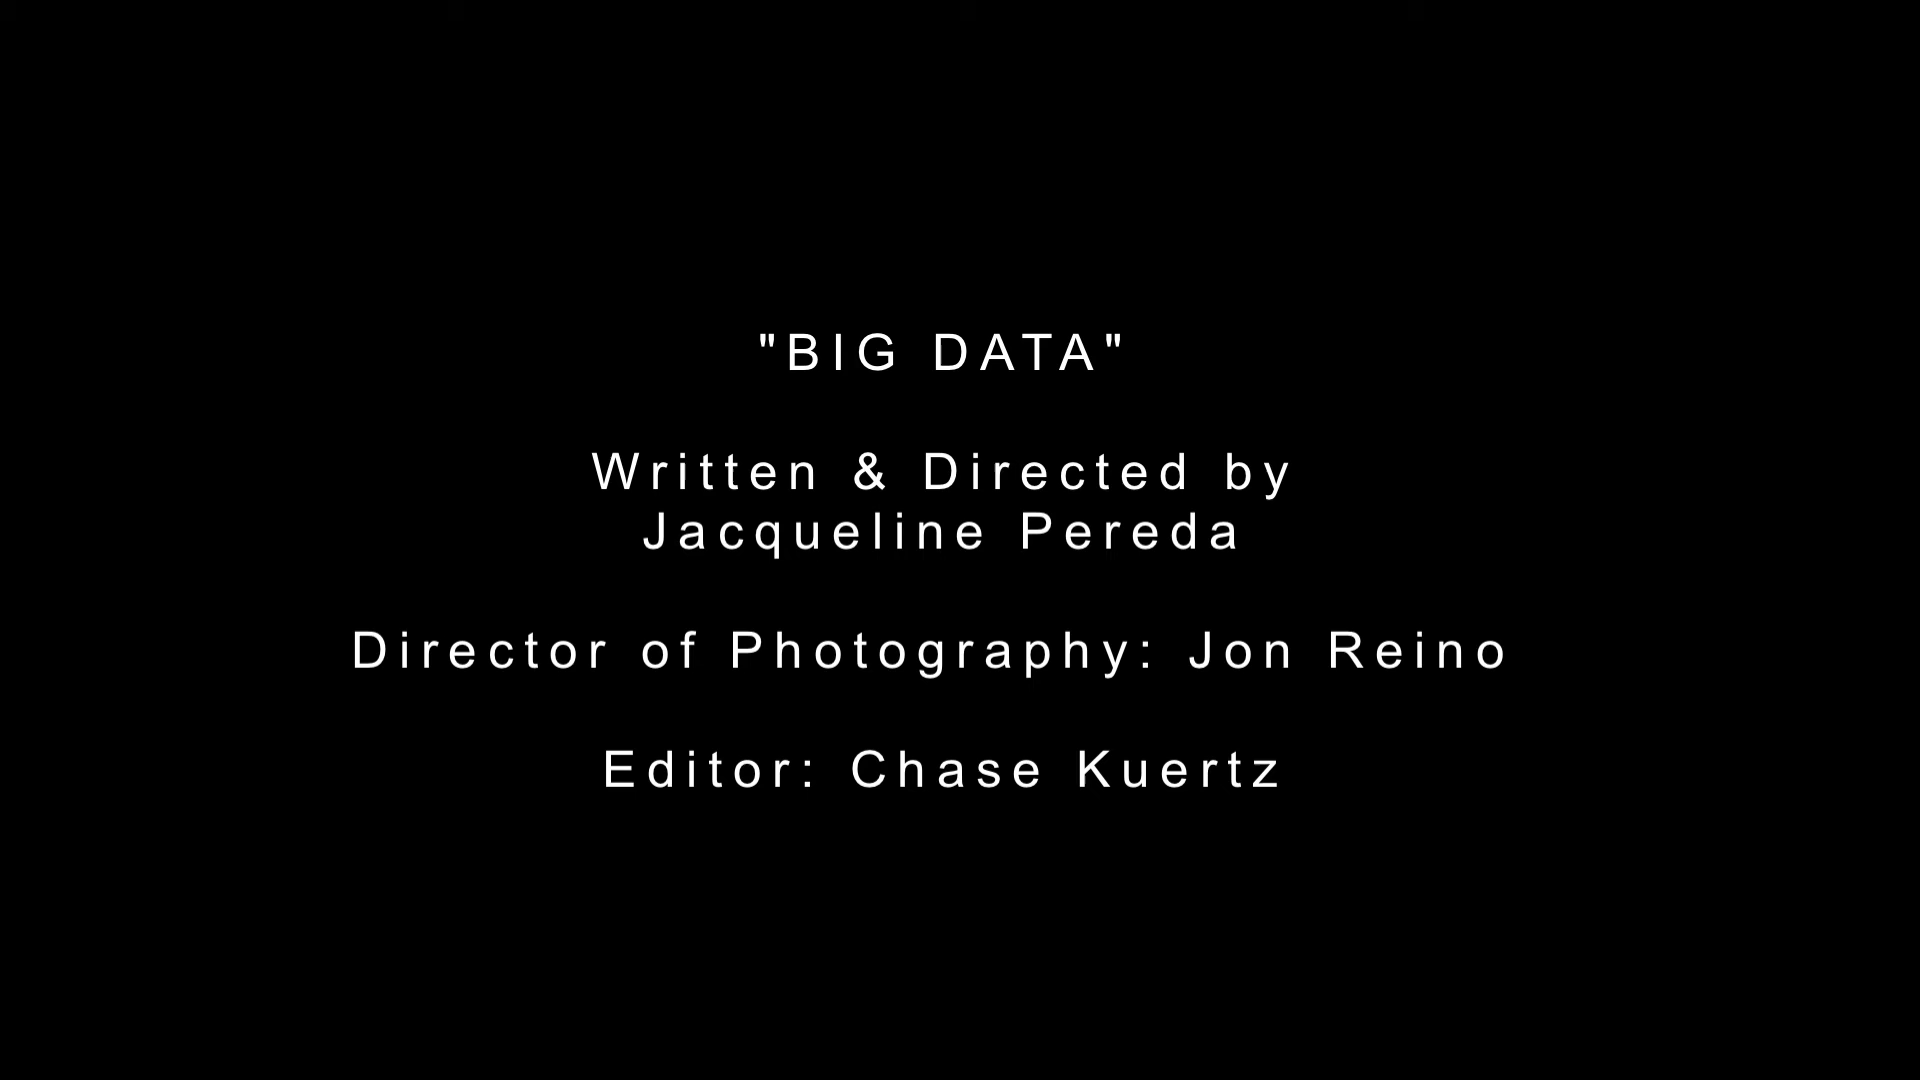 "BIG DATA"
Written & Directed by
Jacqueline Pereda
Director of Photography: Jon Reino
Editor: Chase Kuertz